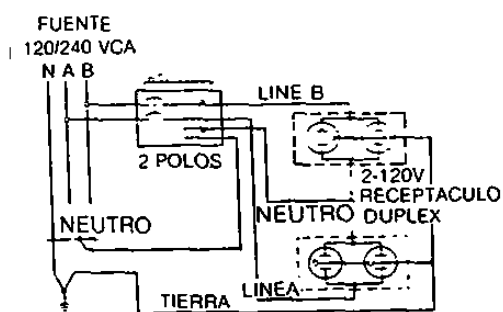 FUENTE
120/240 VCA
N A B
LINE B
2 POLOS
2-120V
RECEPTACULO
DUPLEX
NEUTRO
NEUTRO
LINEA
TIERRA